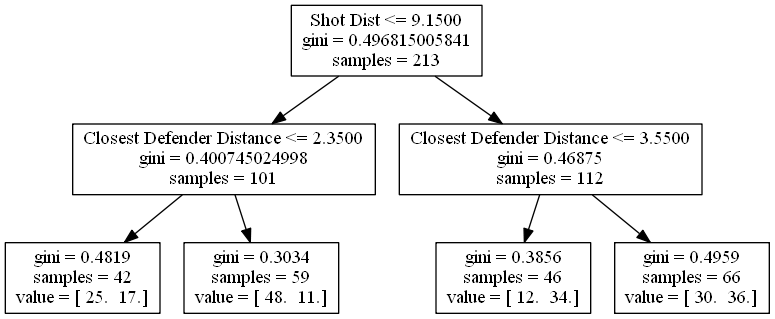 Shot Dist <= 9.1500
gini = 0.496815005841
samples = 213
Closest Defender Distance <= 2.3500
gini = 0.400745024998
samples = 101
Closest Defender Distance <= 3.5500
gini = 0.46875
samples = 112
gini = 0.4819
samples = 42
value = [ 25.  17.]
gini = 0.3034
samples = 59
value = [ 48.  11.]
gini = 0.3856
samples = 46
value = [ 12.  34.]
gini = 0.4959
samples = 66
value = [ 30.  36.]